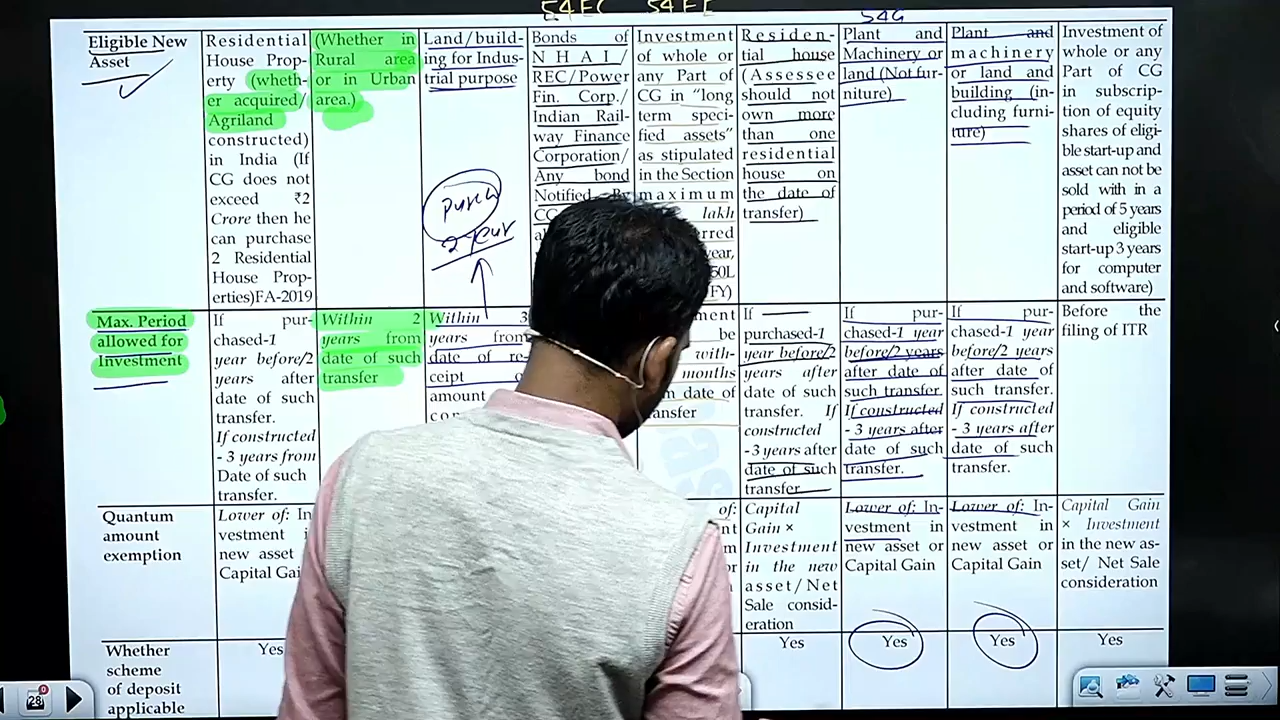 54EC 54EE 54G
Eligible New
Asset
Residential
House Prop-
erty (wheth-
er acquired/
Agriland
constructed)
in India (If
CG does not
exceed ₹2
Crore then he
can purchase
2 Residential
House Prop-
erties)FA-2019
(Whether in
Rural area
or in Urban
area.)
Land/build-
ing for Indus-
trial purpose
purch
2 year
Bonds of
NHAI/
REC/Power
Fin. Corp./
Indian Rail-
way Finance
Corporation/
Any bond
Notified By
CG
Investment
of whole or
any Part of
CG in "long
term speci-
fied assets"
as stipulated
in the Section
maximum
lakh
year,
50L
FY)
Residen-
tial house
(Assessee
should not
own more
than one
residential
house on
the date of
transfer)
Plant and
Machinery or
land (Not fur-
niture)
Plant and
machinery
or land and
building (in-
cluding furni-
ture)
Investment of
whole or any
Part of CG
in subscrip-
tion of equity
shares of eligi-
ble start-up and
asset can not be
sold with in a
period of 5 years
and eligible
start-up 3 years
for computer
and software)
Max. Period
allowed for
Investment
If pur-
chased-1
year before/2
years after
date of such
transfer.
If constructed
- 3 years from
Date of such
transfer.
Within 2
years from
date of such
transfer
Within 3
years from
date of re-
ceipt
amount
be
with-
months
date of
If
purchased-1
year before/2
years after
date of such
transfer. If
constructed
-3 years after
date of such
transfer
If pur-
chased-1 year
before/2 years
after date of
such transfer.
If constructed
- 3 years after
date of such
transfer.
If pur-
chased-1 year
before/2 years
after date of
such transfer.
If constructed
- 3 years after
date of such
transfer.
Before the
filing of ITR
Quantum
amount
exemption
Lower of: In
vestment
new asset
Capital Gai
of:
Capital
Gain ×
Investment
in the new
asset/ Net
Sale consid-
eration
Lower of: In-
vestment in
new asset or
Capital Gain
Lower of: In-
vestment in
new asset or
Capital Gain
Capital Gain
× Investment
in the new as-
set/ Net Sale
consideration
Whether
scheme
of deposit
applicable
Yes
Yes
Yes
Yes
Yes
28